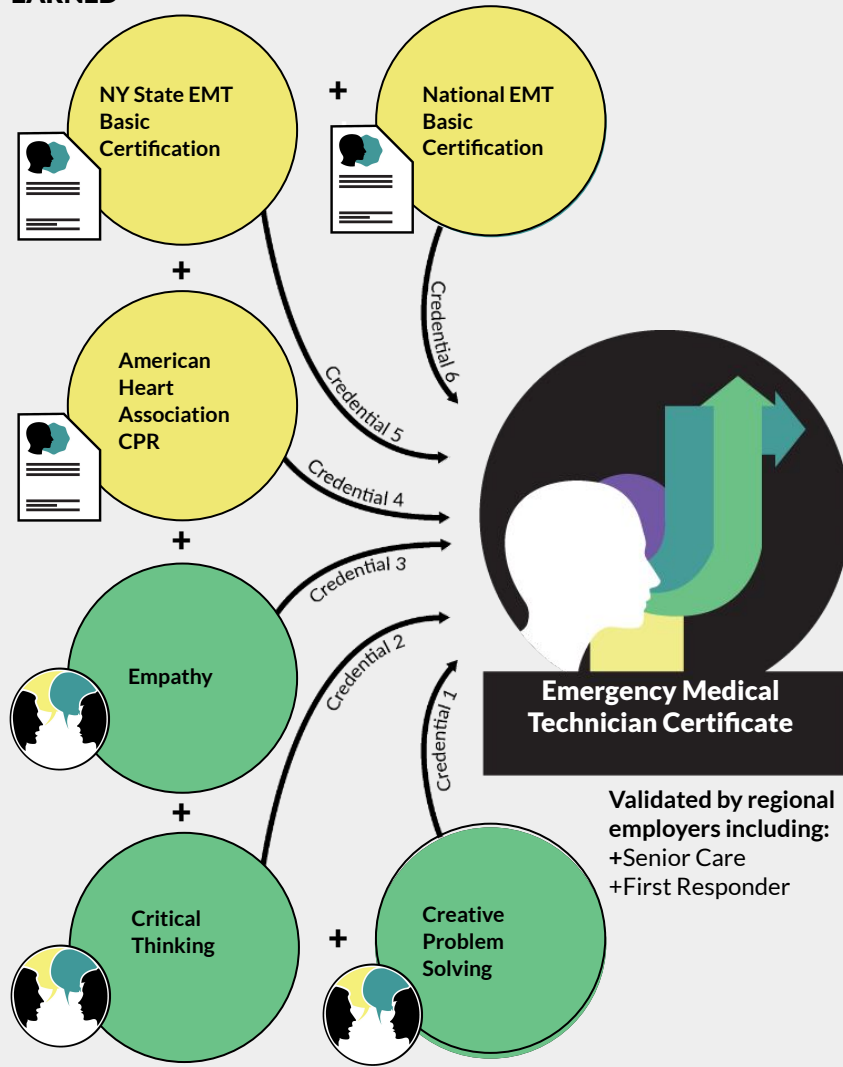 NY State EMT
Basic
Certification
+
National EMT
Basic
Certification
+
American
Heart
Association
CPR
+
Empathy
+
Critical
Thinking
+
Creative
Problem
Solving
Credential 6
Credential 5
Credential 4
Credential 3
Credential 2
Credential 1
Emergency Medical
Technician Certificate
Validated by regional
employers including:
+Senior Care
+First Responder